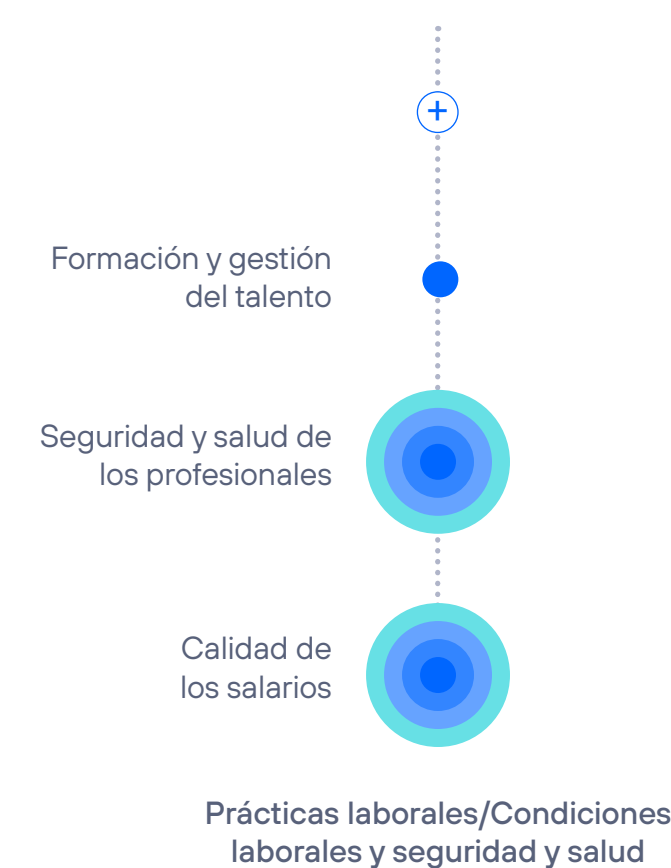 +
Formación y gestión
del talento
Seguridad y salud de
los profesionales
Calidad de
los salarios
Prácticas laborales/Condiciones
laborales y seguridad y salud